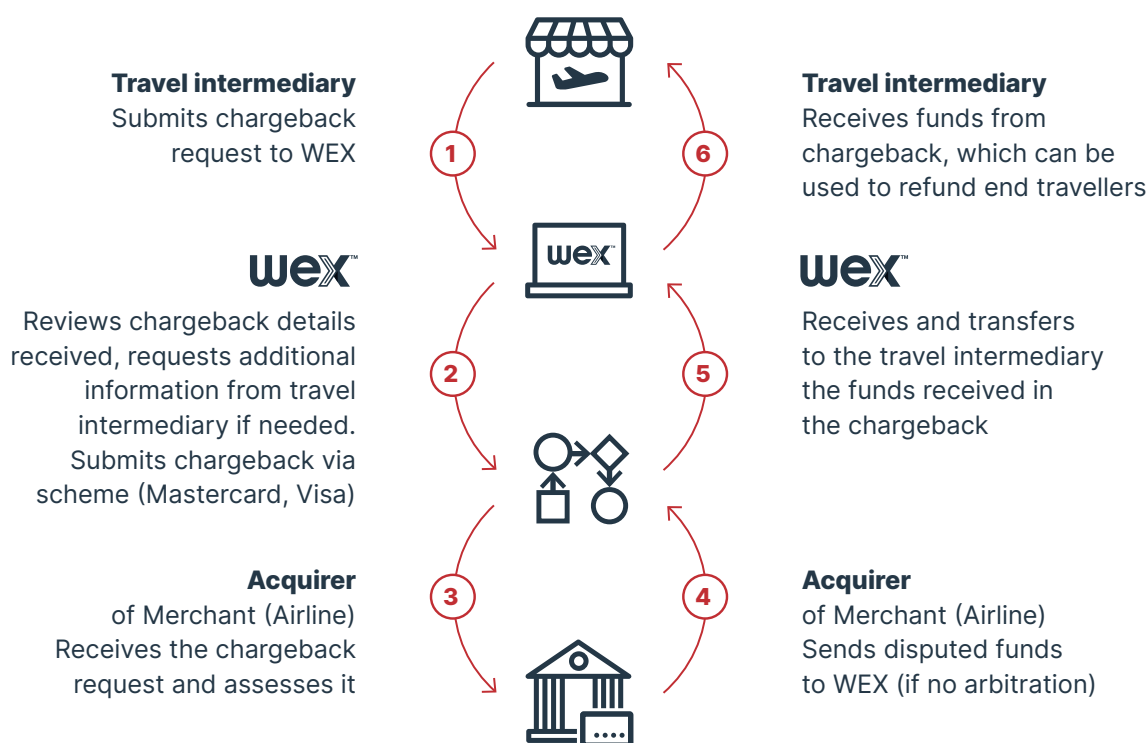 Travel intermediary
Submits chargeback
request to WEX
1
6
Travel intermediary
Receives funds from
chargeback, which can be
used to refund end travellers
wex™
Reviews chargeback details
received, requests additional
information from travel
intermediary if needed.
Submits chargeback via
scheme (Mastercard, Visa)
2
wex™
5
wex™
Receives and transfers
to the travel intermediary
the funds received in
the chargeback
Acquirer
of Merchant (Airline)
Receives the chargeback
request and assesses it
3
4
Acquirer
of Merchant (Airline)
Sends disputed funds
to WEX (if no arbitration)